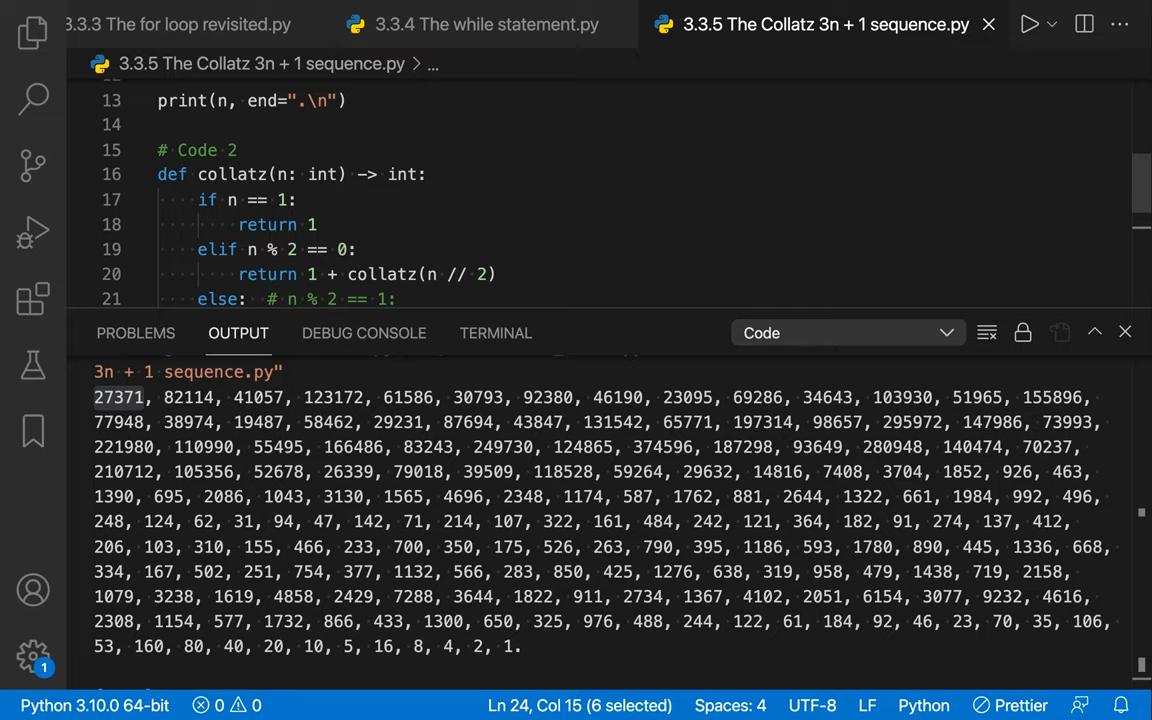 3.3.3 The for loop revisited.py 3.3.4 The while statement.py 3.3.5 The Collatz 3n + 1 sequence.py
3.3.5 The Collatz 3n + 1 sequence.py > ...
13 print(n, end=".\n")
14
15 # Code 2
16 def collatz(n: int) -> int:
17 if n == 1:
18 return 1
19 elif n % 2 == 0:
20 return 1 + collatz(n // 2)
21 else: # n % 2 == 1:
PROBLEMS OUTPUT DEBUG CONSOLE TERMINAL Code
3n + 1 sequence.py"
27371, 82114, 41057, 123172, 61586, 30793, 92380, 46190, 23095, 69286, 34643, 103930, 51965, 155896,
77948, 38974, 19487, 58462, 29231, 87694, 43847, 131542, 65771, 197314, 98657, 295972, 147986, 73993,
221980, 110990, 55495, 166486, 83243, 249730, 124865, 374596, 187298, 93649, 280948, 140474, 70237,
210712, 105356, 52678, 26339, 79018, 39509, 118528, 59264, 29632, 14816, 7408, 3704, 1852, 926, 463,
1390, 695, 2086, 1043, 3130, 1565, 4696, 2348, 1174, 587, 1762, 881, 2644, 1322, 661, 1984, 992, 496,
248, 124, 62, 31, 94, 47, 142, 71, 214, 107, 322, 161, 484, 242, 121, 364, 182, 91, 274, 137, 412,
206, 103, 310, 155, 466, 233, 700, 350, 175, 526, 263, 790, 395, 1186, 593, 1780, 890, 445, 1336, 668,
334, 167, 502, 251, 754, 377, 1132, 566, 283, 850, 425, 1276, 638, 319, 958, 479, 1438, 719, 2158,
1079, 3238, 1619, 4858, 2429, 7288, 3644, 1822, 911, 2734, 1367, 4102, 2051, 6154, 3077, 9232, 4616,
2308, 1154, 577, 1732, 866, 433, 1300, 650, 325, 976, 488, 244, 122, 61, 184, 92, 46, 23, 70, 35, 106,
53, 160, 80, 40, 20, 10, 5, 16, 8, 4, 2, 1.
1
Python 3.10.0 64-bit 0 0 Ln 24, Col 15 (6 selected) Spaces: 4 UTF-8 LF Python Prettier